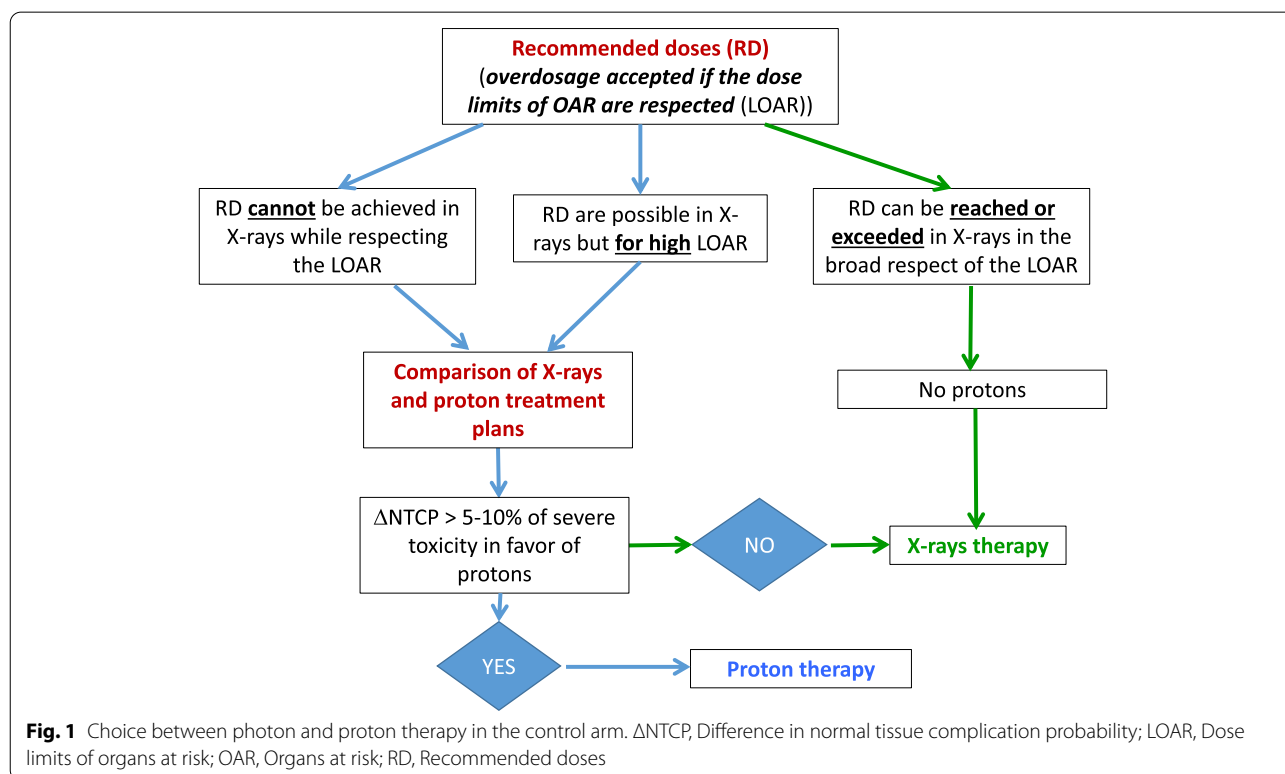 Recommended doses (RD)
(overdosage accepted if the dose
limits of OAR are respected (LOAR))
RD cannot be achieved in
X-rays while respecting
the LOAR
RD are possible in X-
rays but for high LOAR
RD can be reached or
exceeded in X-rays in the
broad respect of the LOAR
Comparison of X-rays
and proton treatment
plans
No protons
ΔNTCP > 5-10% of severe
toxicity in favor of
protons
NO
X-rays therapy
YES
Proton therapy
Fig. 1 Choice between photon and proton therapy in the control arm. ΔNTCP, Difference in normal tissue complication probability; LOAR, Dose
limits of organs at risk; OAR, Organs at risk; RD, Recommended doses